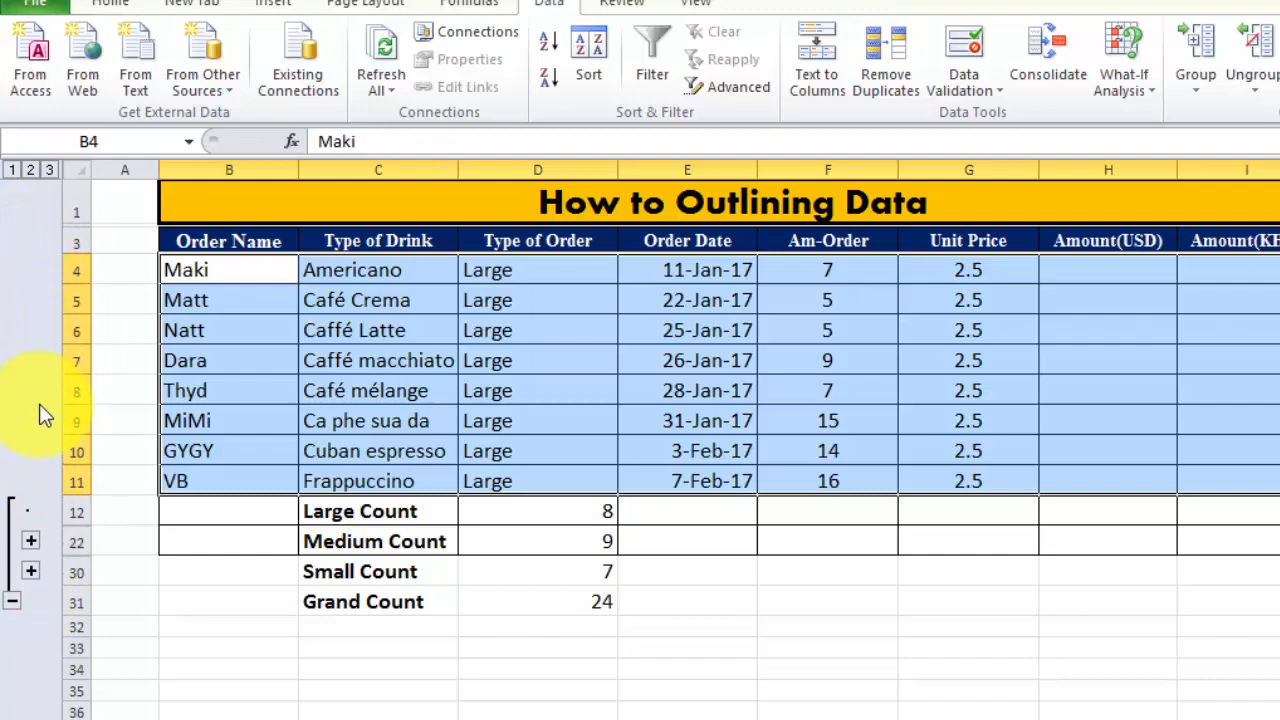 File Home New Tab Insert Page Layout Formulas Data Review View
From Access From Web From Text From Other Sources Existing Connections Refresh All Connections Properties Edit Links Sort Filter Clear Reapply Advanced Text to Columns Remove Duplicates Data Validation Consolidate What-If Analysis Group Ungroup
Get External Data Connections Sort & Filter Data Tools
B4 fx Maki
1 2 3 A B C D E F G H I
1 How to Outlining Data
3 Order Name Type of Drink Type of Order Order Date Am-Order Unit Price Amount(USD) Amount(KH
4 Maki Americano Large 11-Jan-17 7 2.5
5 Matt Café Crema Large 22-Jan-17 5 2.5
6 Natt Caffé Latte Large 25-Jan-17 5 2.5
7 Dara Caffé macchiato Large 26-Jan-17 9 2.5
8 Thyd Café mélange Large 28-Jan-17 7 2.5
9 MiMi Ca phe sua da Large 31-Jan-17 15 2.5
10 GYGY Cuban espresso Large 3-Feb-17 14 2.5
11 VB Frappuccino Large 7-Feb-17 16 2.5
12 Large Count 8
22 Medium Count 9
30 Small Count 7
31 Grand Count 24
32
33
34
35
36